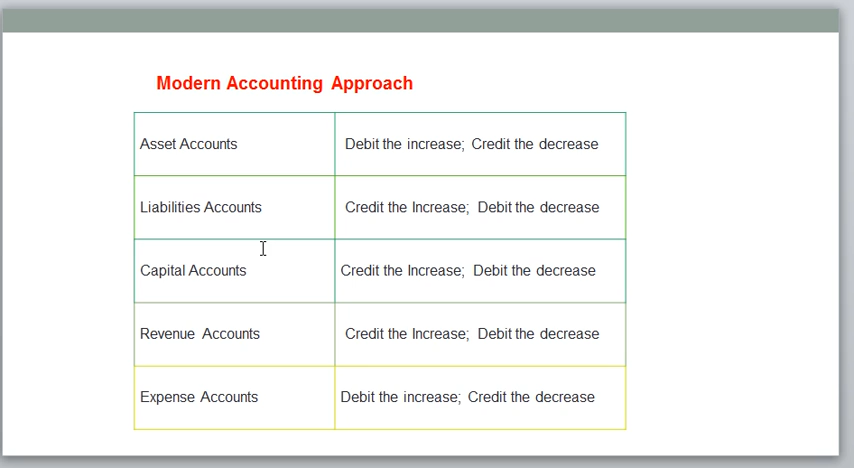 Modern Accounting Approach
Asset Accounts Debit the increase; Credit the decrease
Liabilities Accounts Credit the Increase; Debit the decrease
Capital Accounts Credit the Increase; Debit the decrease
Revenue Accounts Credit the Increase; Debit the decrease
Expense Accounts Debit the increase; Credit the decrease